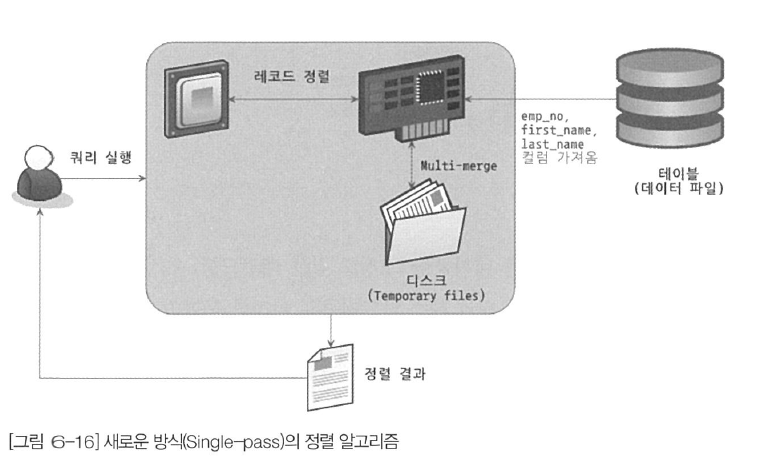 레코드 정렬
쿼리 실행
emp_no,
first_name,
last_name
컬럼 가져옴
Multi-merge
테이블
(데이터 파일)
디스크
(Temporary files)
정렬 결과
[그림 6-16] 새로운 방식(Single-pass)의 정렬 알고리즘